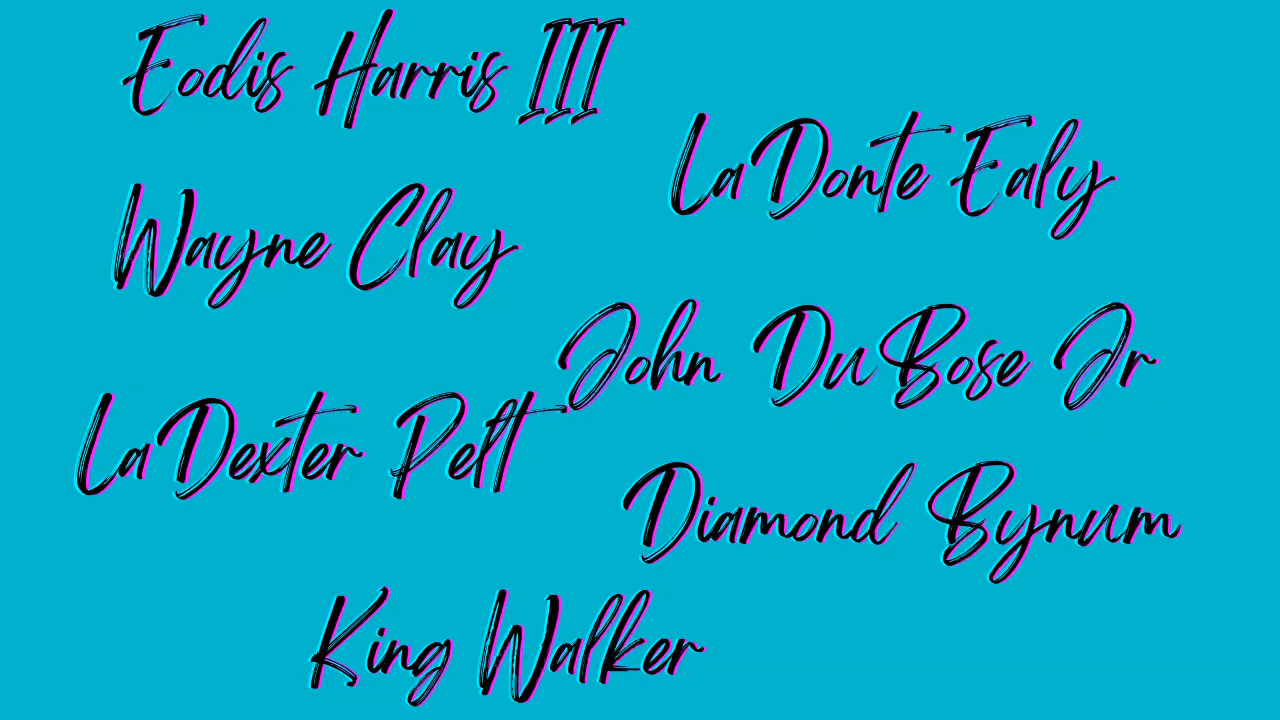 Eodis Harris III
LaDonte Ealy
Wayne Clay
John DuBose Jr
LaDexter Pelt
Diamond Bynum
King Walker